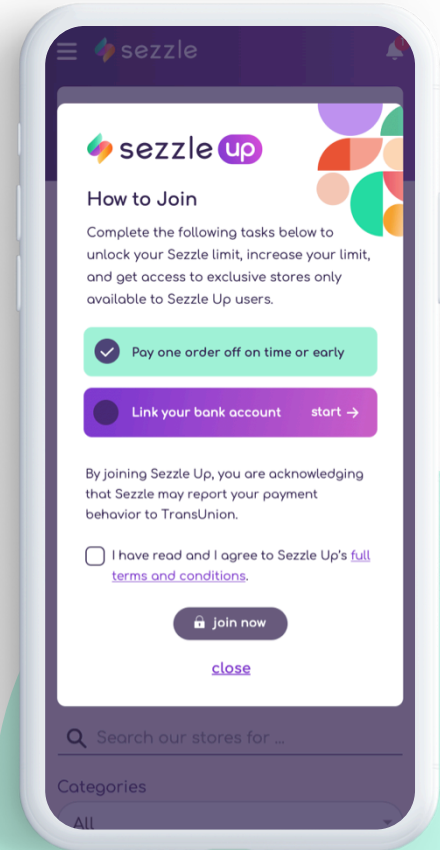 sezzle
sezzle up
How to Join
Complete the following tasks below to
unlock your Sezzle limit, increase your limit,
and get access to exclusive stores only
available to Sezzle Up users.
Pay one order off on time or early
Link your bank account start →
By joining Sezzle Up, you are acknowledging
that Sezzle may report your payment
behavior to TransUnion.
I have read and I agree to Sezzle Up's full
terms and conditions.
join now
close
Search our stores for ...
Categories
All